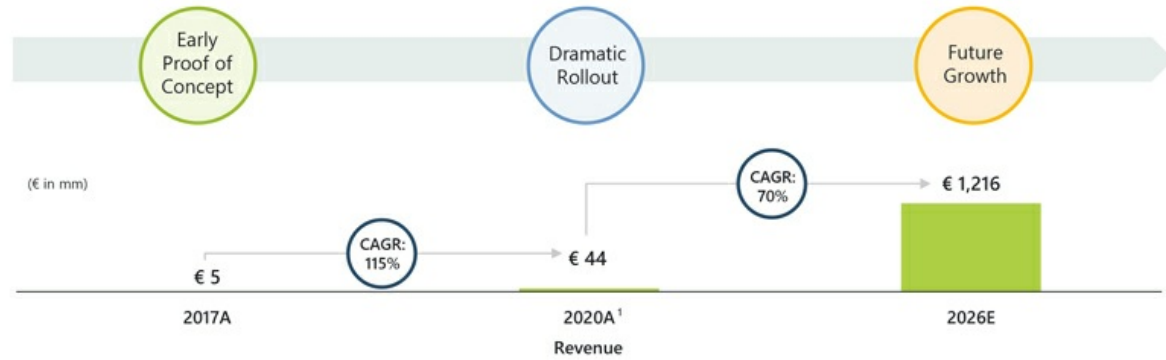 Early
Proof of
Concept
Dramatic
Rollout
Future
Growth
(€ in mm)
CAGR:
70%
€ 1,216
CAGR:
115%
€ 44
€ 5
2017A
2020A¹
2026E
Revenue